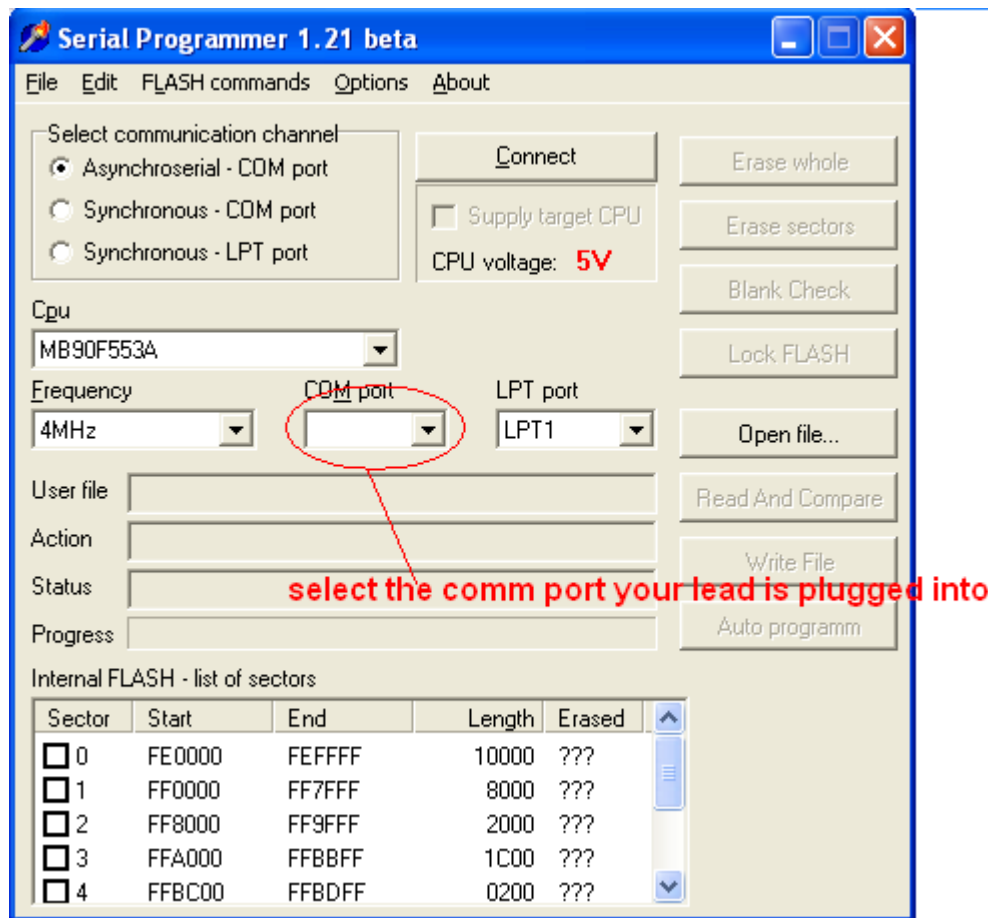 Serial Programmer 1.21 beta
File Edit FLASH commands Options About
Select communication channel
Asynchroserial - COM port
Synchronous - COM port
Synchronous - LPT port
Connect
Supply target CPU
CPU voltage: 5V
Erase whole
Erase sectors
Blank Check
Lock FLASH
Cpu
MB90F553A
Frequency COM port LPT port
4MHz LPT1
Open file...
User file
Read And Compare
Action
Write File
Status
select the comm port your lead is plugged into
Progress
Auto programm
Internal FLASH - list of sectors
Sector Start End Length Erased
0 FE0000 FEFFFF 10000 ???
1 FF0000 FF7FFF 8000 ???
2 FF8000 FF9FFF 2000 ???
3 FFA000 FFBBFF 1C00 ???
4 FFBC00 FFBDFF 0200 ???